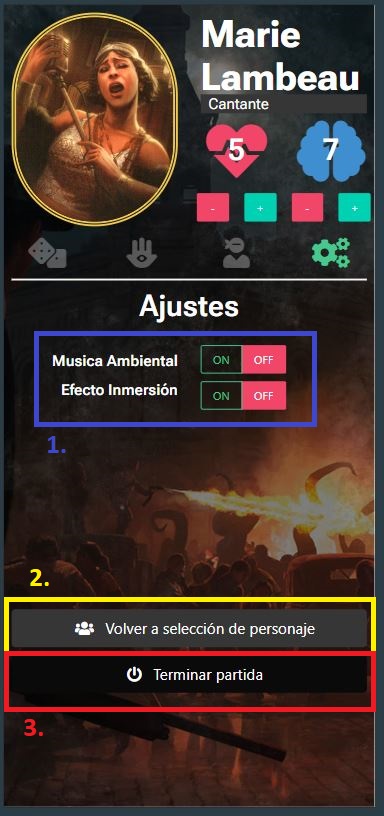 Marie
Lambeau
Cantante
5
7
- + - +
Ajustes
Musica Ambiental ON OFF
Efecto Inmersión ON OFF
1.
2.
Volver a selección de personaje
Terminar partida
3.